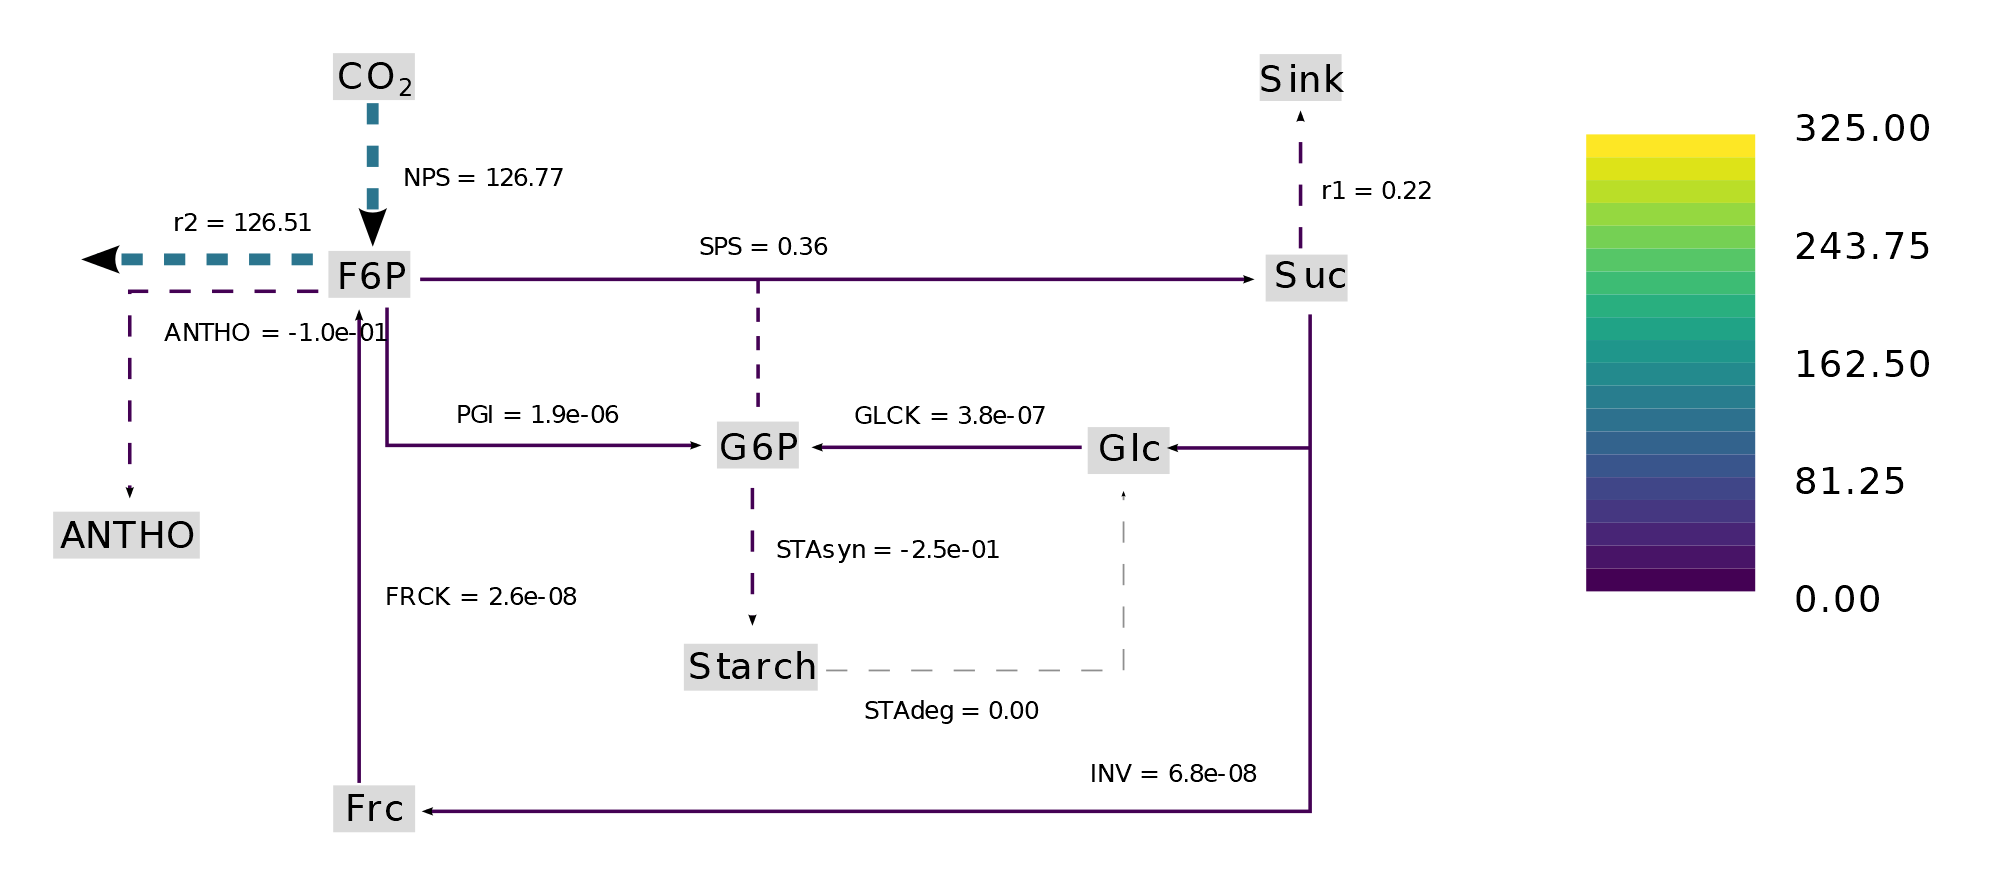 CO₂
Sink
325.00
NPS = 126.77
r1 = 0.22
r2 = 126.51
SPS = 0.36
243.75
F6P
Suc
ANTHO = -1.0e-01
162.50
PGI = 1.9e-06
GLCK = 3.8e-07
G6P
Glc
81.25
ANTHO
STAsyn = -2.5e-01
FRCK = 2.6e-08
0.00
Starch
STAdeg = 0.00
INV = 6.8e-08
Frc